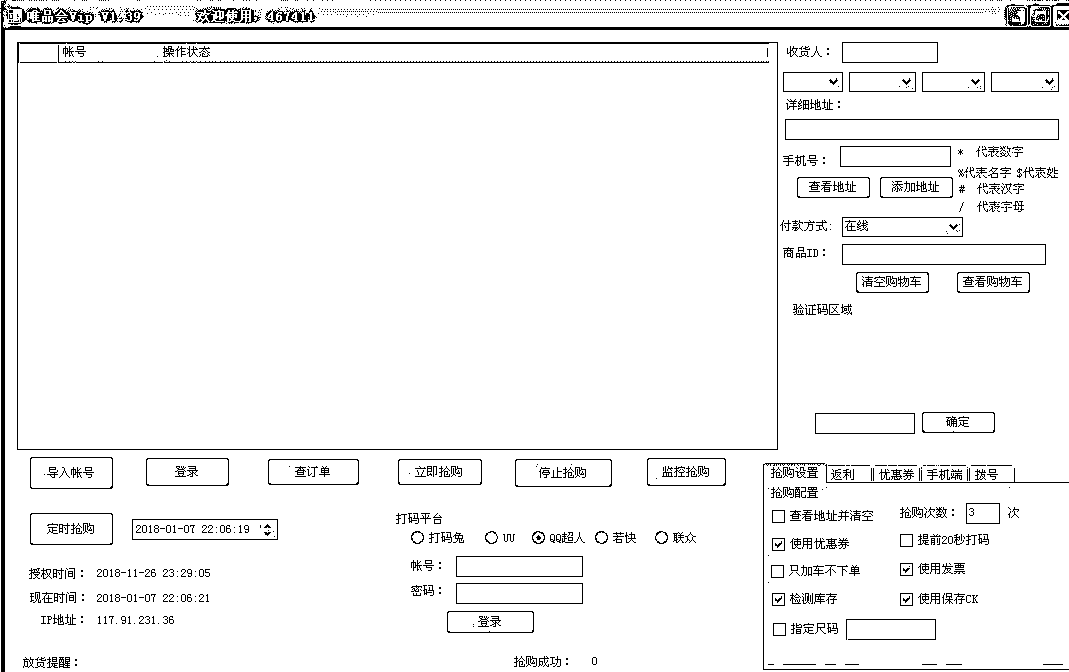 唯品会Vip V1.39 欢迎使用：467411
帐号 操作状态
收货人：
详细地址：
手机号：
* 代表数字
%代表名字 $代表姓
# 代表汉字
/ 代表字母
查看地址 添加地址
付款方式: 在线
商品ID：
清空购物车 查看购物车
验证码区域
确定
导入帐号 登录 查订单 立即抢购 停止抢购 监控抢购
定时抢购 2018-01-07 22:06:19
授权时间： 2018-11-26 23:29:05
现在时间： 2018-01-07 22:06:21
IP地址： 117.91.231.36
放货提醒：
打码平台
打码兔 UU QQ超人 若快 联众
帐号：
密码：
登录
抢购成功： 0
抢购设置 返利 优惠券 手机端 拨号
抢购配置
查看地址并清空 抢购次数： 3 次
使用优惠券 提前20秒打码
只加车不下单 使用发票
检测库存 使用保存CK
指定尺码